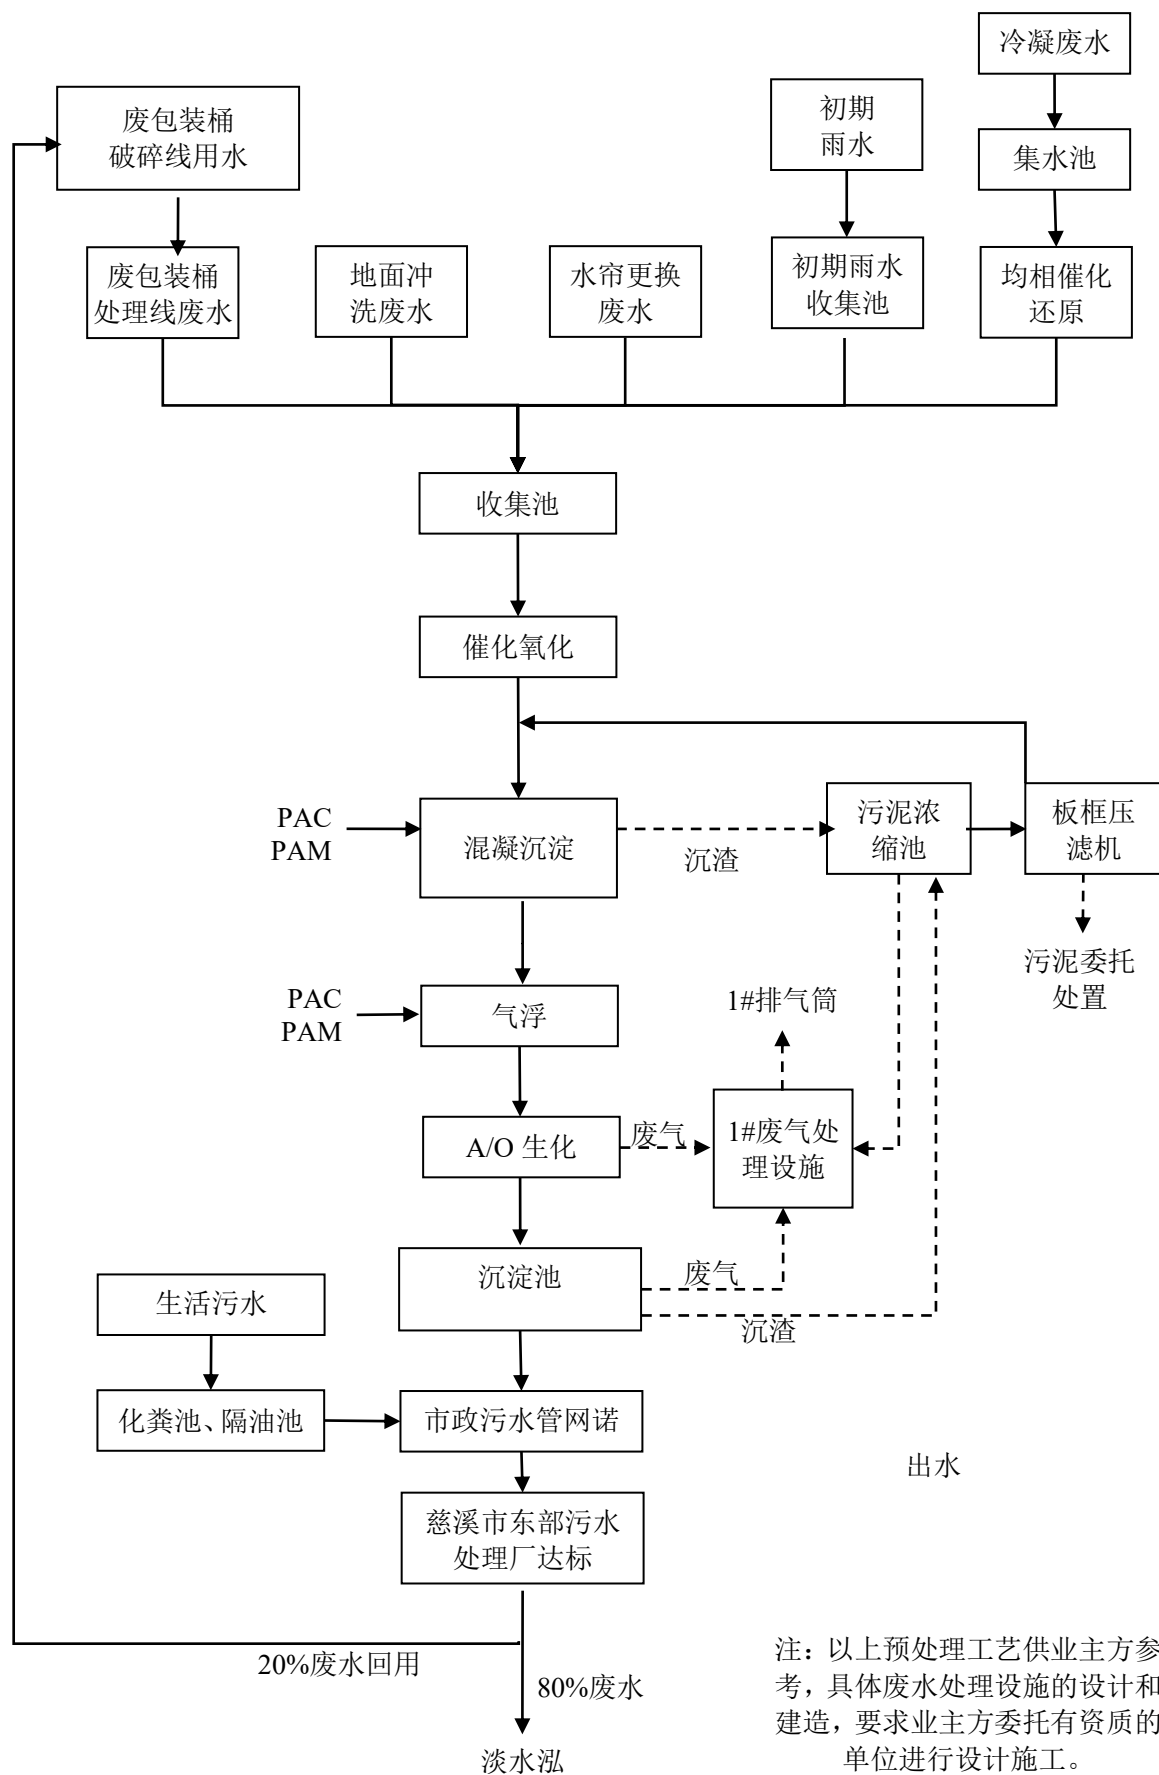 冷凝废水
废包装桶
破碎线用水
初期
雨水
集水池
废包装桶
处理线废水
地面冲
洗废水
水帘更换
废水
初期雨水
收集池
均相催化
还原
收集池
催化氧化
PAC
PAM
混凝沉淀
沉渣
污泥浓
缩池
板框压
滤机
污泥委托
处置
PAC
PAM
气浮
1#排气筒
A/O 生化
废气
1#废气处
理设施
沉淀池
废气
沉渣
生活污水
化粪池、隔油池
市政污水管网诺
出水
慈溪市东部污水
处理厂达标
20%废水回用
80%废水
淡水泓
注：以上预处理工艺供业主方参
考，具体废水处理设施的设计和
建造，要求业主方委托有资质的
单位进行设计施工。